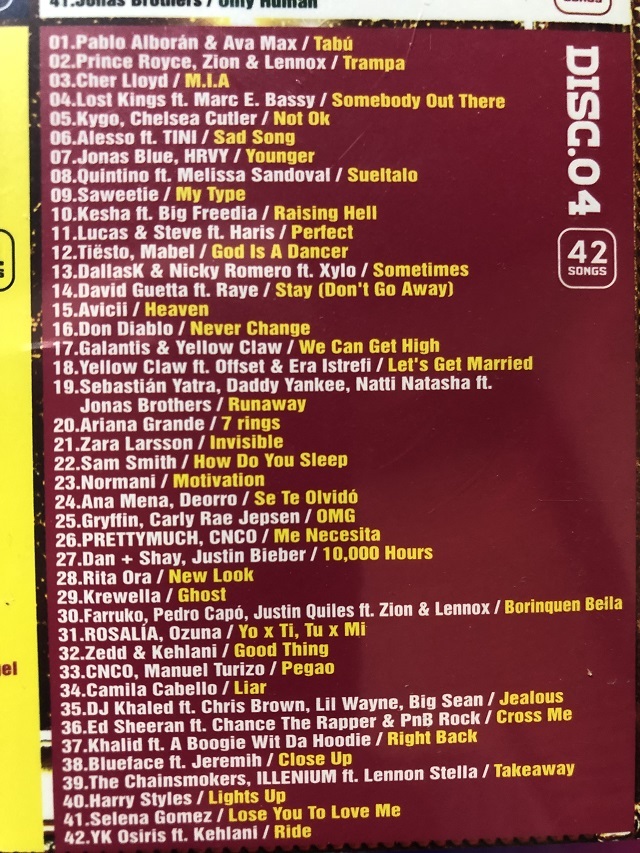 41.Jonas Brothers / Only Human
SONGS
01.Pablo Alborán & Ava Max / Tabú
02.Prince Royce, Zion & Lennox / Trampa
03.Cher Lloyd / M.I.A
04.Lost Kings ft. Marc E. Bassy / Somebody Out There
05.Kygo, Chelsea Cutler / Not Ok
06.Alesso ft. TINI / Sad Song
07.Jonas Blue, HRVY / Younger
08.Quintino ft. Melissa Sandoval / Sueltalo
09.Saweetie / My Type
10.Kesha ft. Big Freedia / Raising Hell
11.Lucas & Steve ft. Haris / Perfect
12.Tiësto, Mabel / God Is A Dancer
13.DallasK & Nicky Romero ft. Xylo / Sometimes
14.David Guetta ft. Raye / Stay (Don't Go Away)
15.Avicii / Heaven
16.Don Diablo / Never Change
17.Galantis & Yellow Claw / We Can Get High
18.Yellow Claw ft. Offset & Era Istrefi / Let's Get Married
19.Sebastián Yatra, Daddy Yankee, Natti Natasha ft.
Jonas Brothers / Runaway
20.Ariana Grande / 7 rings
21.Zara Larsson / Invisible
22.Sam Smith / How Do You Sleep
23.Normani / Motivation
24.Ana Mena, Deorro / Se Te Olvidó
25.Gryffin, Carly Rae Jepsen / OMG
26.PRETTYMUCH, CNCO / Me Necesita
27.Dan + Shay, Justin Bieber / 10,000 Hours
28.Rita Ora / New Look
29.Krewella / Ghost
30.Farruko, Pedro Capó, Justin Quiles ft. Zion & Lennox / Borinquen Bella
31.ROSALÍA, Ozuna / Yo x Ti, Tu x Mi
32.Zedd & Kehlani / Good Thing
33.CNCO, Manuel Turizo / Pegao
34.Camila Cabello / Liar
35.DJ Khaled ft. Chris Brown, Lil Wayne, Big Sean / Jealous
36.Ed Sheeran ft. Chance The Rapper & PnB Rock / Cross Me
37.Khalid ft. A Boogie Wit Da Hoodie / Right Back
38.Blueface ft. Jeremih / Close Up
39.The Chainsmokers, ILLENIUM ft. Lennon Stella / Takeaway
40.Harry Styles / Lights Up
41.Selena Gomez / Lose You To Love Me
42.YK Osiris ft. Kehlani / Ride
DISC.04
42
SONGS